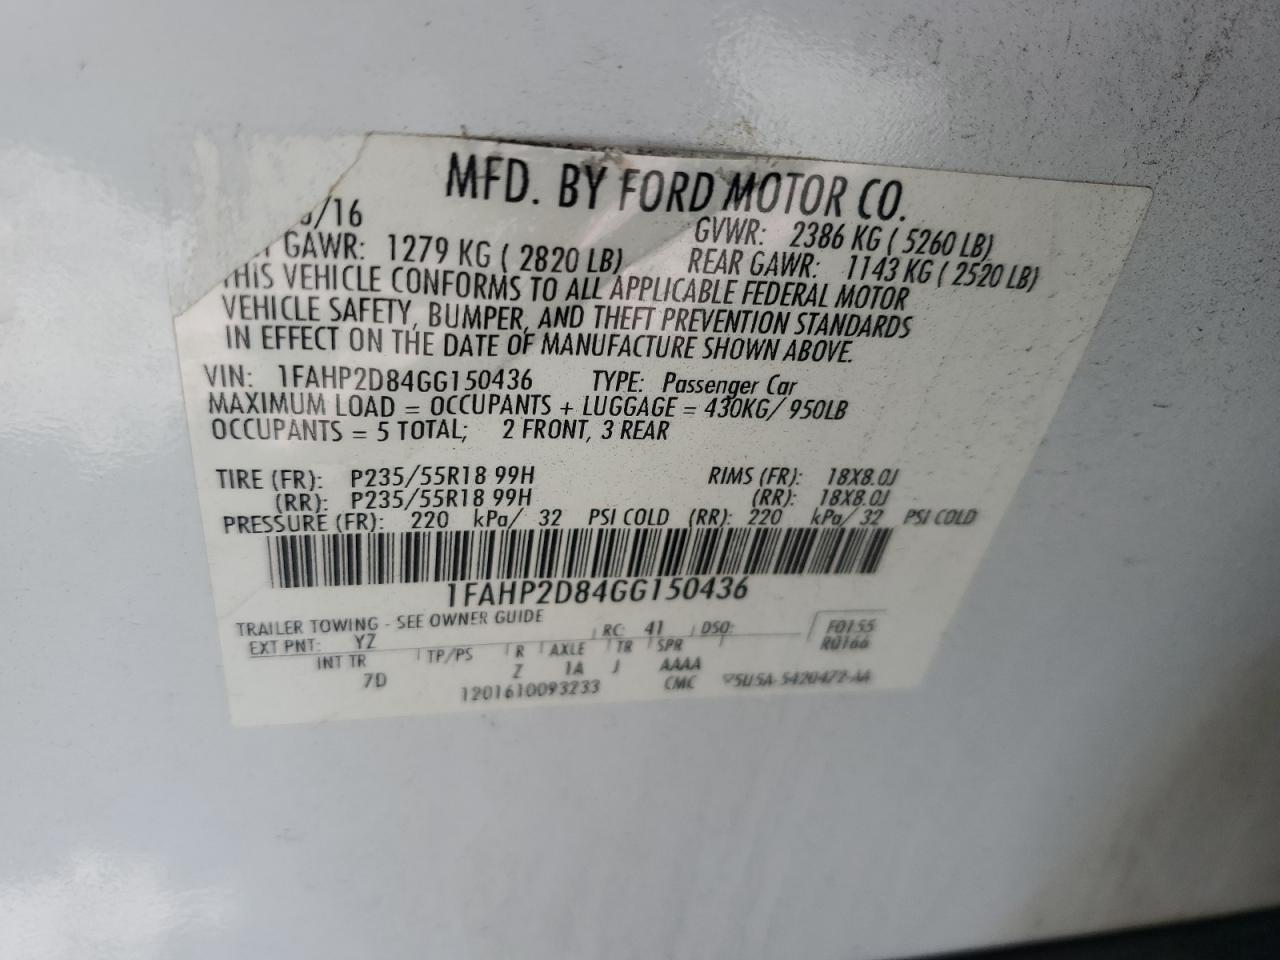 MFD. BY FORD MOTOR CO.
/16 GVWR: 2386 KG ( 5260 LB)
GAWR: 1279 KG ( 2820 LB) REAR GAWR: 1143 KG ( 2520 LB)
THIS VEHICLE CONFORMS TO ALL APPLICABLE FEDERAL MOTOR
VEHICLE SAFETY, BUMPER, AND THEFT PREVENTION STANDARDS
IN EFFECT ON THE DATE OF MANUFACTURE SHOWN ABOVE.
VIN: 1FAHP2D84GG150436 TYPE: Passenger Car
MAXIMUM LOAD = OCCUPANTS + LUGGAGE = 430KG/ 950LB
OCCUPANTS = 5 TOTAL; 2 FRONT, 3 REAR
TIRE (FR): P235/55R18 99H RIMS (FR): 18X8.0J
(RR): P235/55R18 99H (RR): 18X8.0J
PRESSURE (FR): 220 kPa/ 32 PSI COLD (RR): 220 kPa/ 32 PSI COLD
1FAHP2D84GG150436
TRAILER TOWING - SEE OWNER GUIDE
EXT PNT: YZ RC: 41 DSO: F0155
R0166
INT TR TP/PS R AXLE TR SPR
7D Z 1A J AAAA
1201610093233 CMC